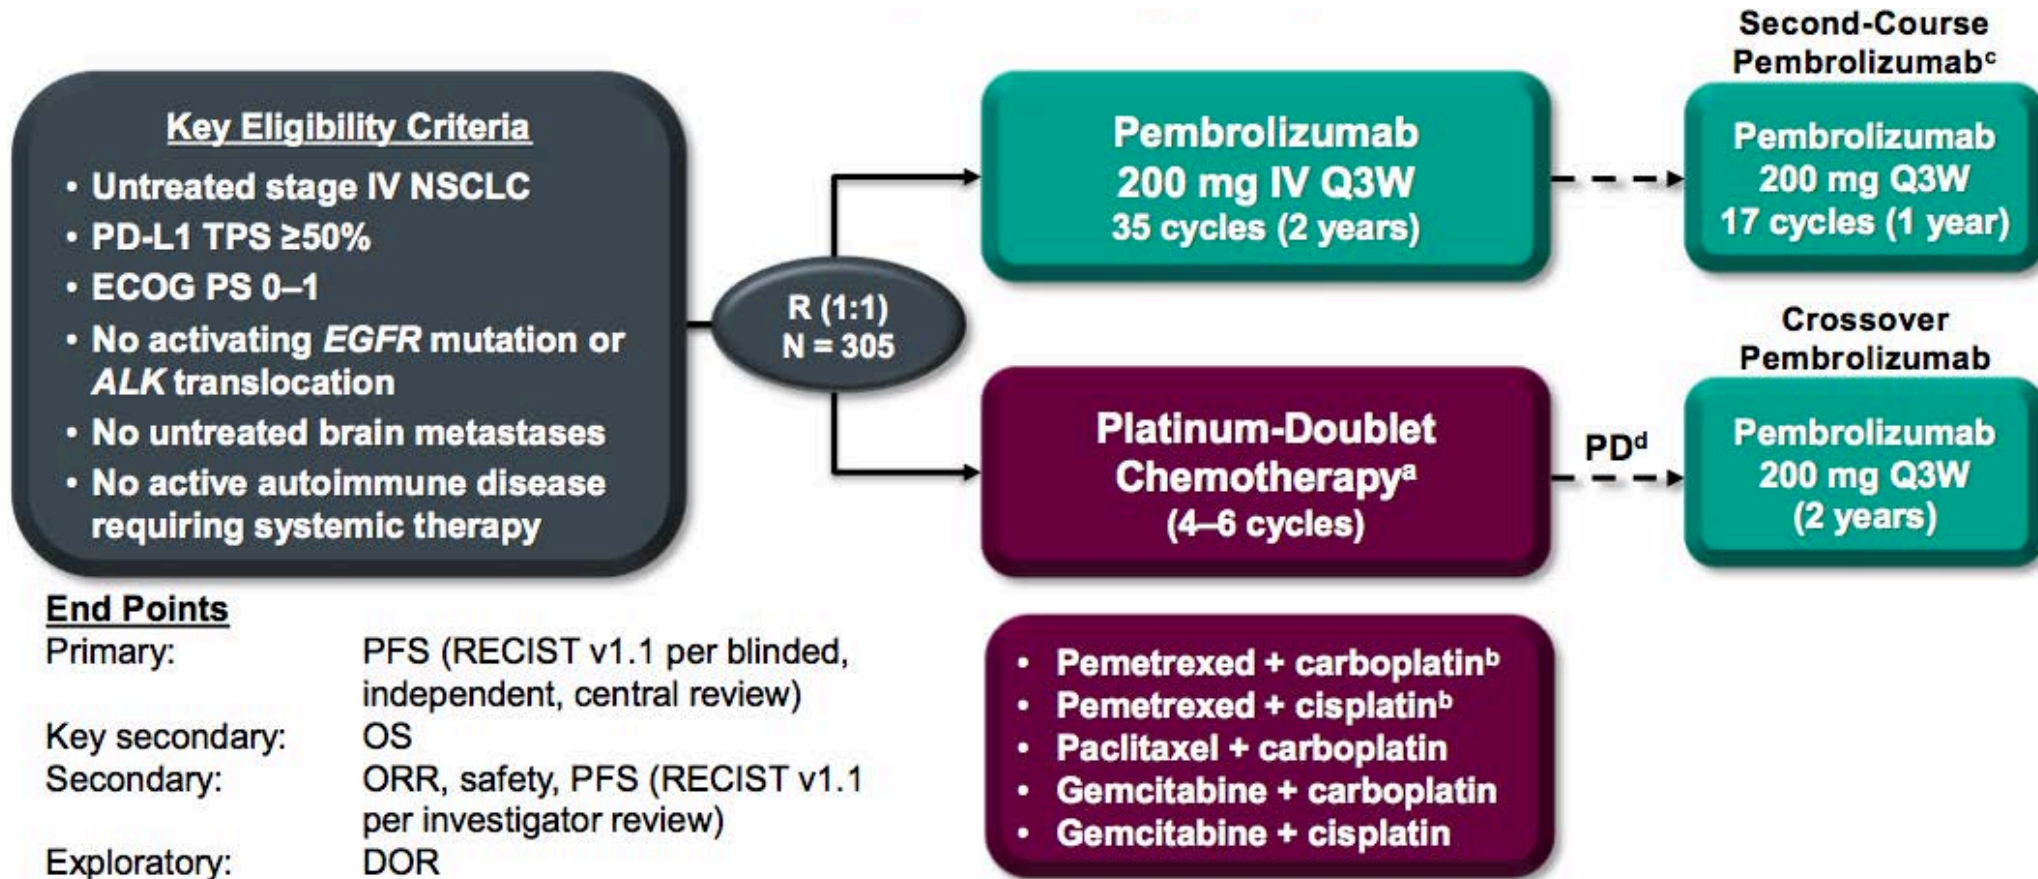 Key Eligibility Criteria
• Untreated stage IV NSCLC
• PD-L1 TPS ≥50%
• ECOG PS 0–1
• No activating EGFR mutation or
ALK translocation
• No untreated brain metastases
• No active autoimmune disease
requiring systemic therapy
R (1:1)
N = 305
Pembrolizumab
200 mg IV Q3W
35 cycles (2 years)
Second-Course
Pembrolizumabᶜ
Pembrolizumab
200 mg Q3W
17 cycles (1 year)
Platinum-Doublet
Chemotherapyᵃ
(4–6 cycles)
PDᵈ
Crossover
Pembrolizumab
Pembrolizumab
200 mg Q3W
(2 years)
• Pemetrexed + carboplatinᵇ
• Pemetrexed + cisplatinᵇ
• Paclitaxel + carboplatin
• Gemcitabine + carboplatin
• Gemcitabine + cisplatin
End Points
Primary: PFS (RECIST v1.1 per blinded,
independent, central review)
Key secondary: OS
Secondary: ORR, safety, PFS (RECIST v1.1
per investigator review)
Exploratory: DOR